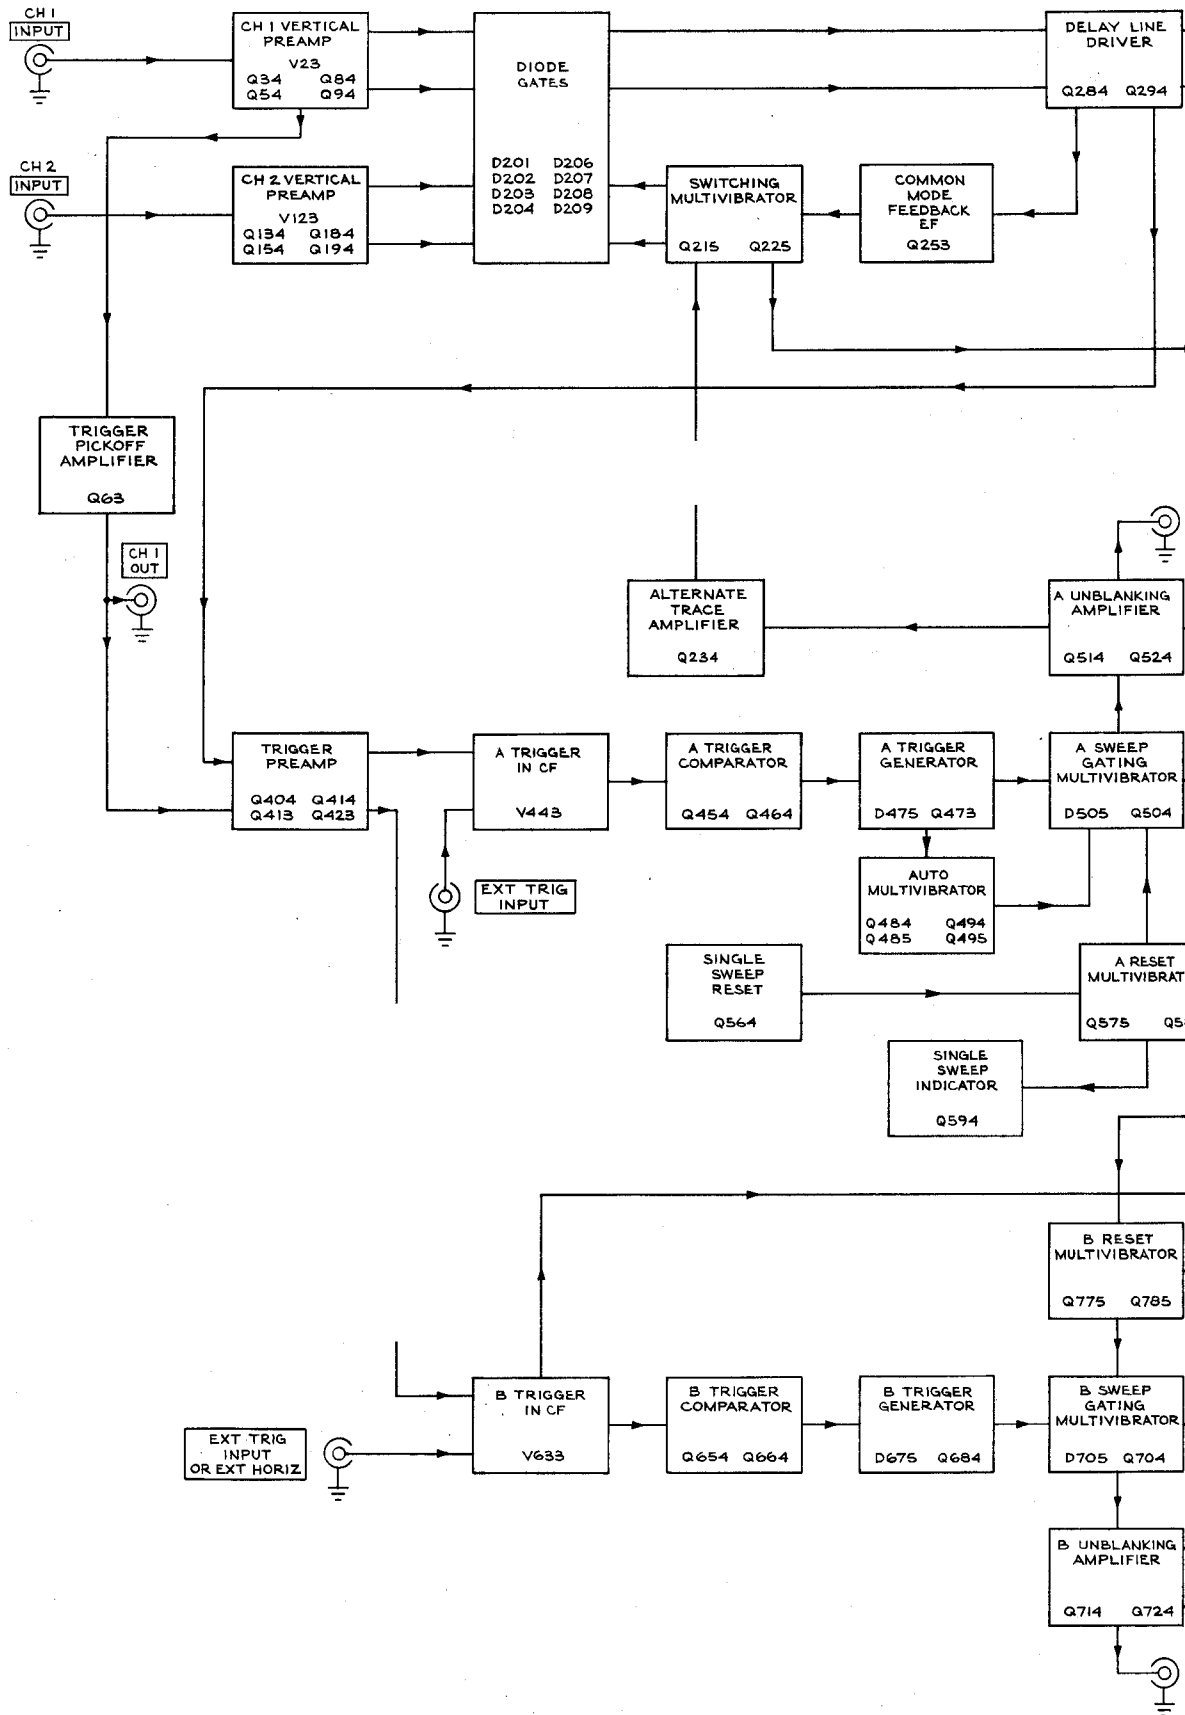 CH 1
INPUT
CH 1 VERTICAL
PREAMP
V23
Q34 Q84
Q54 Q94
DIODE
GATES
D201 D206
D202 D207
D203 D208
D204 D209
DELAY LINE
DRIVER
Q284 Q294
CH 2
INPUT
CH 2 VERTICAL
PREAMP
V123
Q134 Q184
Q154 Q194
SWITCHING
MULTIVIBRATOR
Q215 Q225
COMMON
MODE
FEEDBACK
EF
Q253
TRIGGER
PICKOFF
AMPLIFIER
Q63
CH 1
OUT
ALTERNATE
TRACE
AMPLIFIER
Q234
A UNBLANKING
AMPLIFIER
Q514 Q524
TRIGGER
PREAMP
Q404 Q414
Q413 Q423
A TRIGGER
IN CF
V443
A TRIGGER
COMPARATOR
Q454 Q464
A TRIGGER
GENERATOR
D475 Q473
A SWEEP
GATING
MULTIVIBRATOR
D505 Q504
EXT TRIG
INPUT
AUTO
MULTIVIBRATOR
Q484 Q494
Q485 Q495
SINGLE
SWEEP
RESET
Q564
A RESET
MULTIVIBRAT
Q575 Q5
SINGLE
SWEEP
INDICATOR
Q594
B RESET
MULTIVIBRATOR
Q775 Q785
B TRIGGER
IN CF
V633
B TRIGGER
COMPARATOR
Q654 Q664
B TRIGGER
GENERATOR
D675 Q684
B SWEEP
GATING
MULTIVIBRATOR
D705 Q704
EXT TRIG
INPUT
OR EXT HORIZ
B UNBLANKING
AMPLIFIER
Q714 Q724